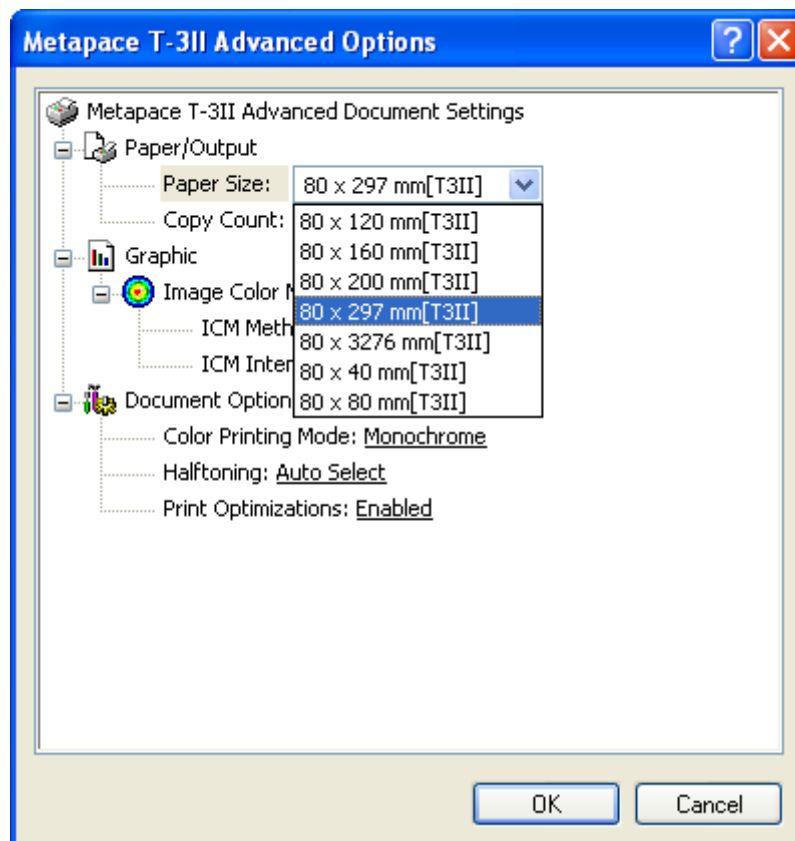 Metapace T-3II Advanced Options
Metapace T-3II Advanced Document Settings
Paper/Output
Paper Size: 80 x 297 mm[T3II]
Copy Count:
80 x 120 mm[T3II]
80 x 160 mm[T3II]
80 x 200 mm[T3II]
80 x 297 mm[T3II]
80 x 3276 mm[T3II]
80 x 40 mm[T3II]
80 x 80 mm[T3II]
Graphic
Image Color
ICM Meth
ICM Inter
Document Option
Color Printing Mode: Monochrome
Halftoning: Auto Select
Print Optimizations: Enabled
OK
Cancel